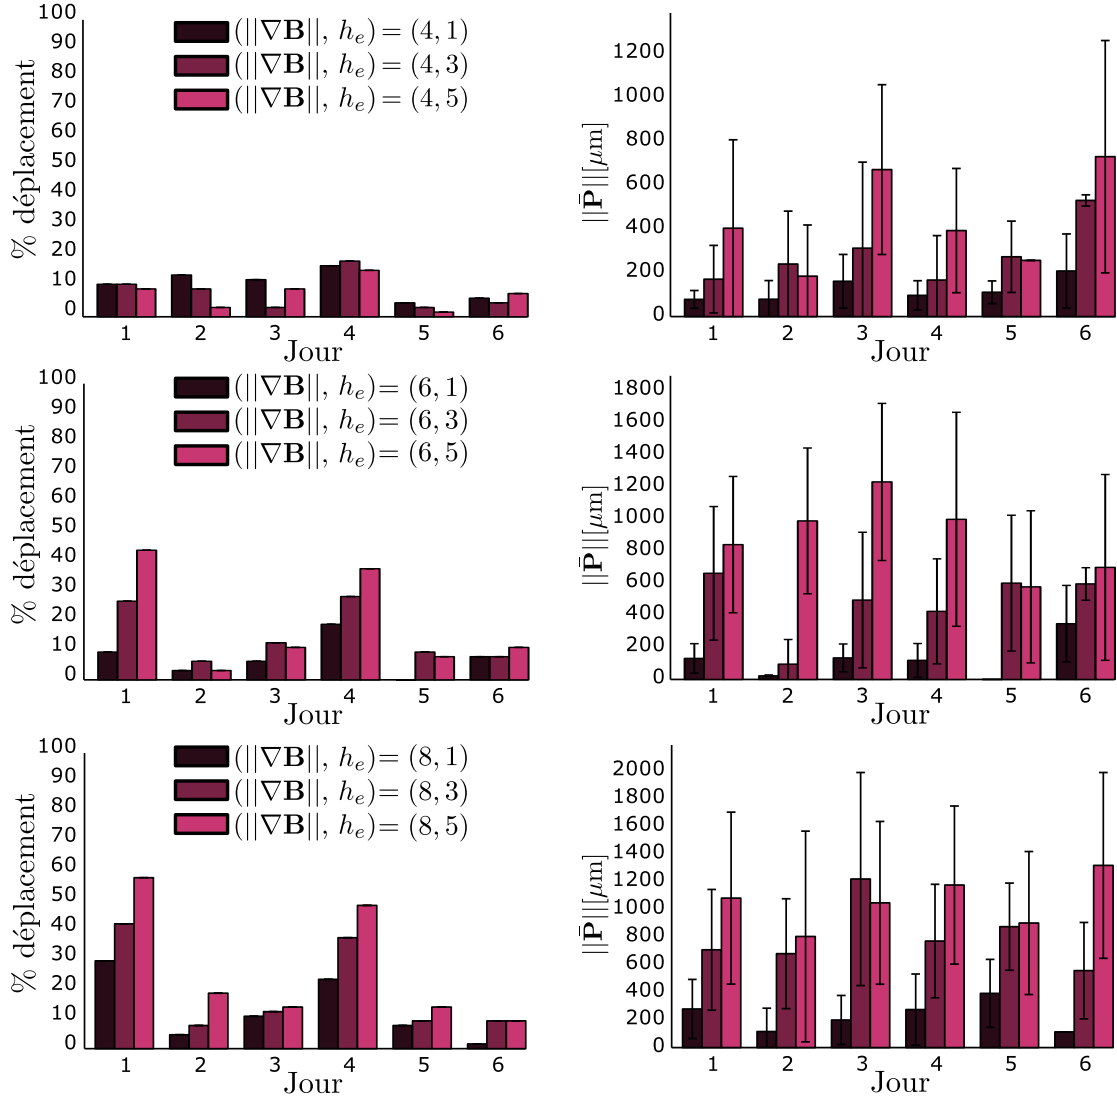 % déplacement
100
90
80
70
60
50
40
30
20
10
0
(||∇B||, h_e)= (4, 1)
(||∇B||, h_e)= (4, 3)
(||∇B||, h_e)= (4, 5)
1 2 3 4 5 6
Jour
||P̄||[μm]
1200
1000
800
600
400
200
0
1 2 3 4 5 6
Jour
% déplacement
100
90
80
70
60
50
40
30
20
10
0
(||∇B||, h_e)= (6, 1)
(||∇B||, h_e)= (6, 3)
(||∇B||, h_e)= (6, 5)
1 2 3 4 5 6
Jour
||P̄||[μm]
1800
1600
1400
1200
1000
800
600
400
200
0
1 2 3 4 5 6
Jour
% déplacement
100
90
80
70
60
50
40
30
20
10
0
(||∇B||, h_e)= (8, 1)
(||∇B||, h_e)= (8, 3)
(||∇B||, h_e)= (8, 5)
1 2 3 4 5 6
Jour
||P̄||[μm]
2000
1800
1600
1400
1200
1000
800
600
400
200
0
1 2 3 4 5 6
Jour